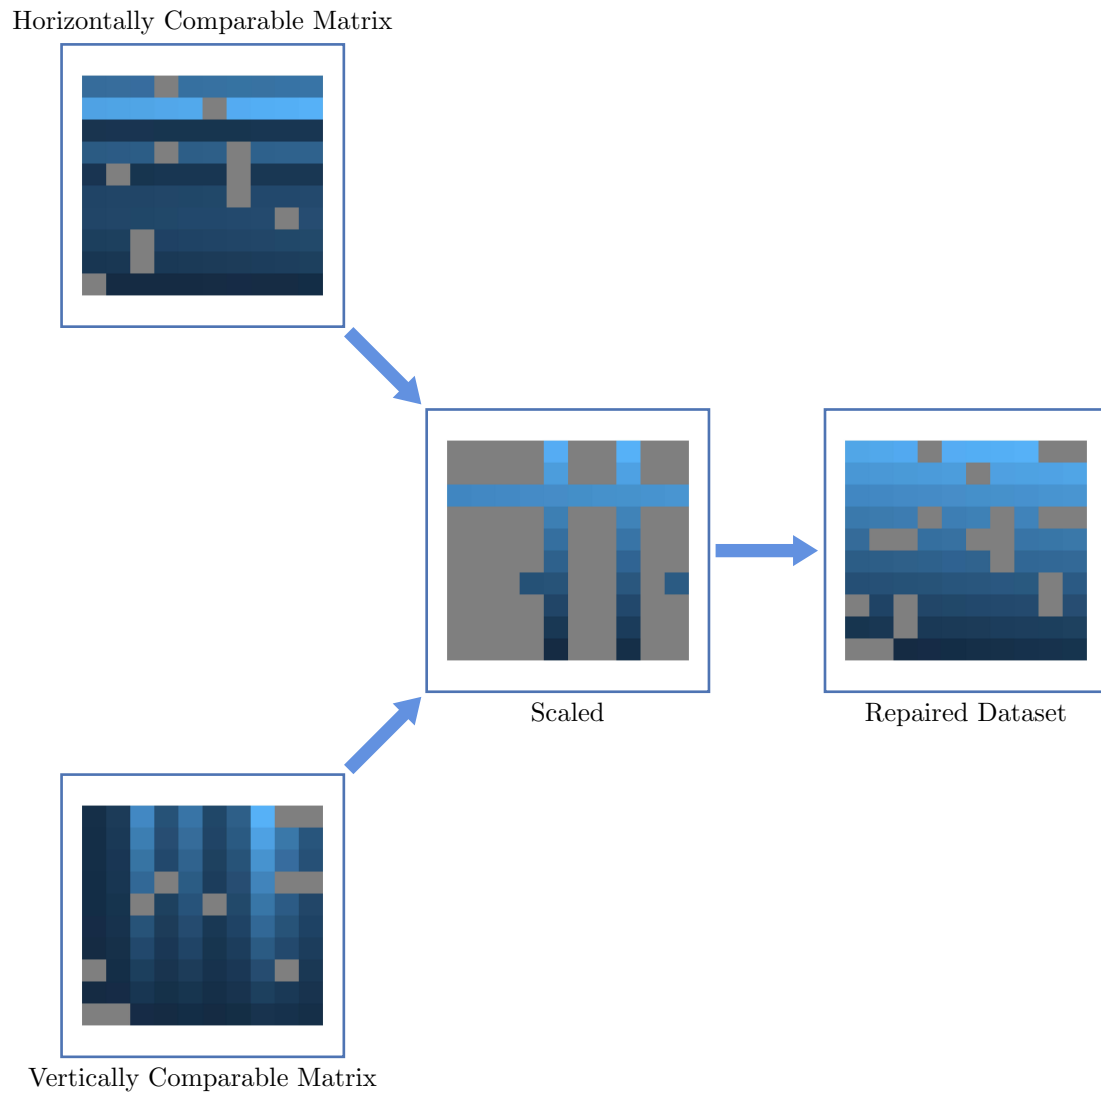 Horizontally Comparable Matrix
Scaled
Repaired Dataset
Vertically Comparable Matrix